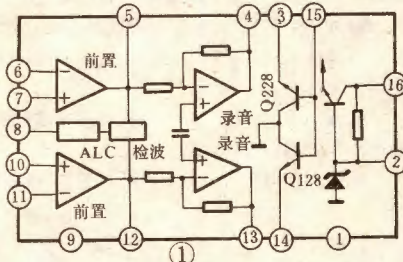 ⑤ ④ ③ ⑮
前置
⑥ − Q228 ⑯
⑦ + − +
录音
⑧ ALC 检波 录音 ②
⑩ + + − Q128
⑪ −
前置
⑨ ⑫ ⑬ ⑭ ①
①